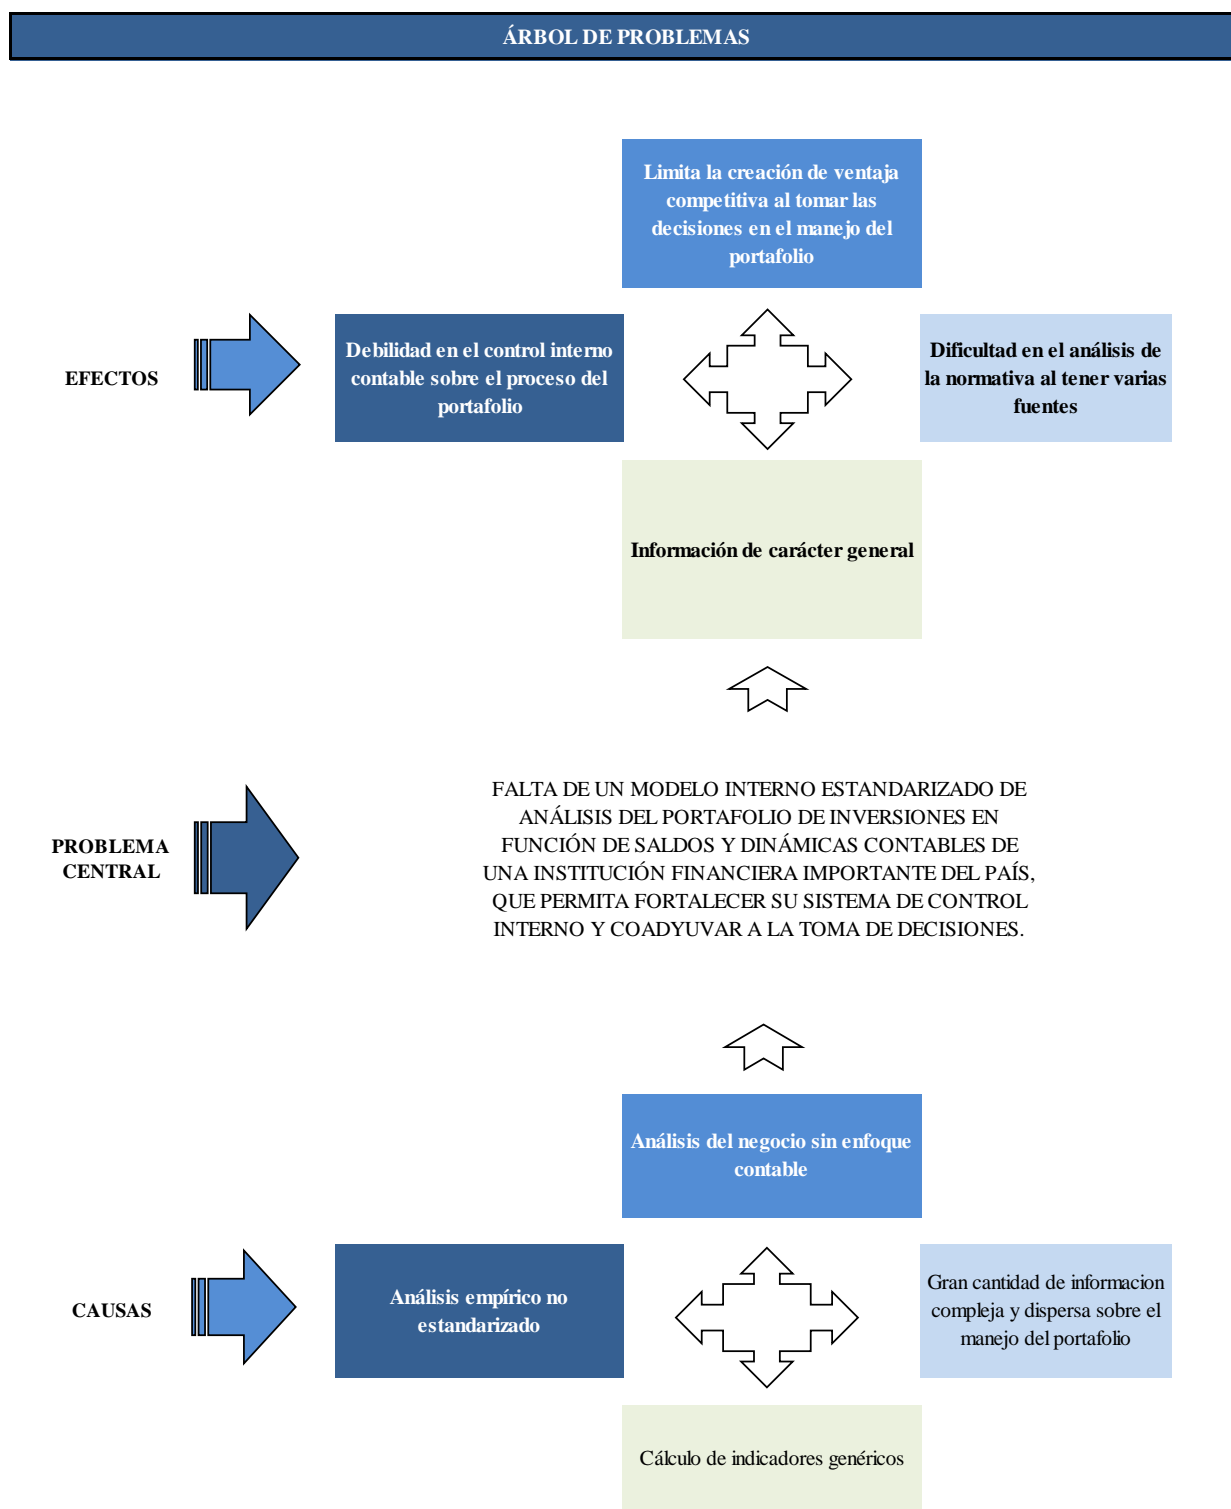 ÁRBOL DE PROBLEMAS
Limita la creación de ventaja
competitiva al tomar las
decisiones en el manejo del
portafolio
EFECTOS
Debilidad en el control interno
contable sobre el proceso del
portafolio
Dificultad en el análisis de
la normativa al tener varias
fuentes
Información de carácter general
PROBLEMA
CENTRAL
FALTA DE UN MODELO INTERNO ESTANDARIZADO DE
ANÁLISIS DEL PORTAFOLIO DE INVERSIONES EN
FUNCIÓN DE SALDOS Y DINÁMICAS CONTABLES DE
UNA INSTITUCIÓN FINANCIERA IMPORTANTE DEL PAÍS,
QUE PERMITA FORTALECER SU SISTEMA DE CONTROL
INTERNO Y COADYUVAR A LA TOMA DE DECISIONES.
Análisis del negocio sin enfoque
contable
CAUSAS
Análisis empírico no
estandarizado
Gran cantidad de informacion
compleja y dispersa sobre el
manejo del portafolio
Cálculo de indicadores genéricos